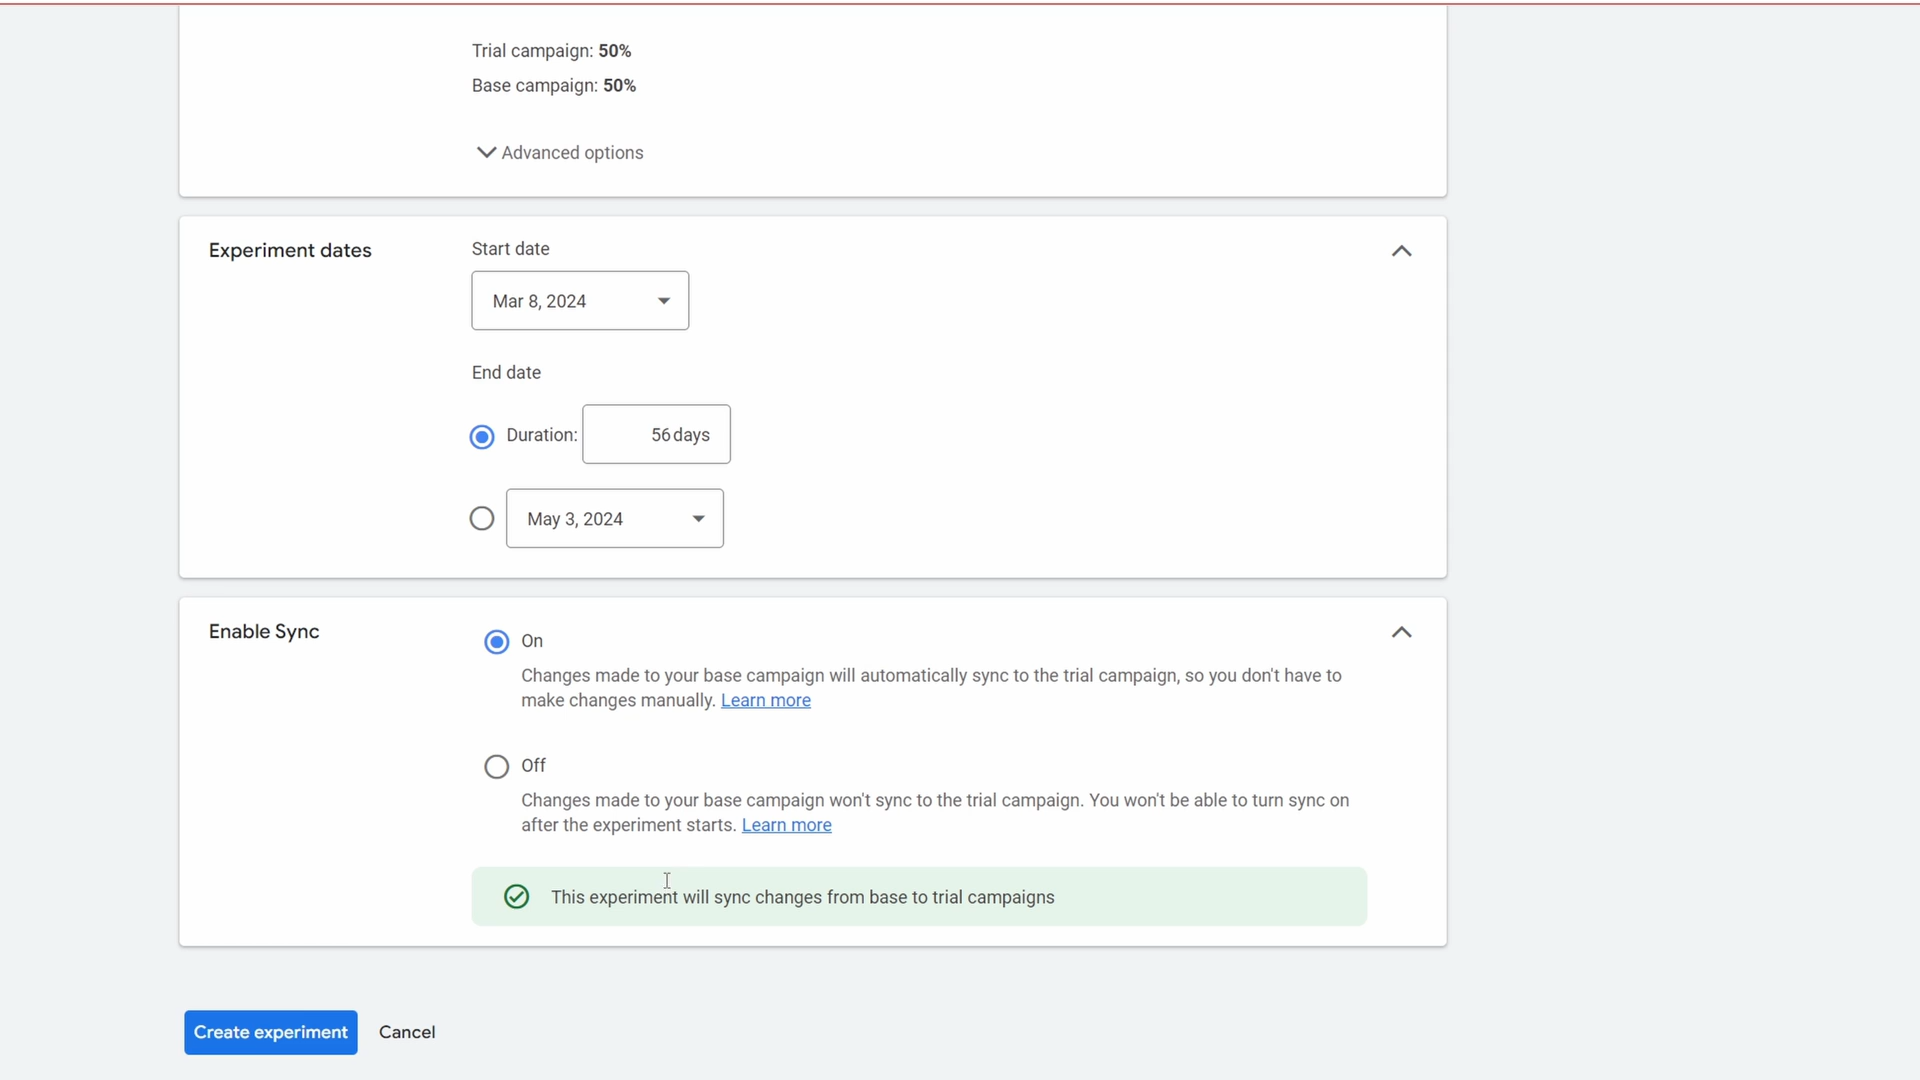 Trial campaign: 50%
Base campaign: 50%
Advanced options
Experiment dates
Start date
Mar 8, 2024
End date
Duration: 56 days
May 3, 2024
Enable Sync
On
Changes made to your base campaign will automatically sync to the trial campaign, so you don't have to
make changes manually. Learn more
Off
Changes made to your base campaign won't sync to the trial campaign. You won't be able to turn sync on
after the experiment starts. Learn more
This experiment will sync changes from base to trial campaigns
Create experiment Cancel